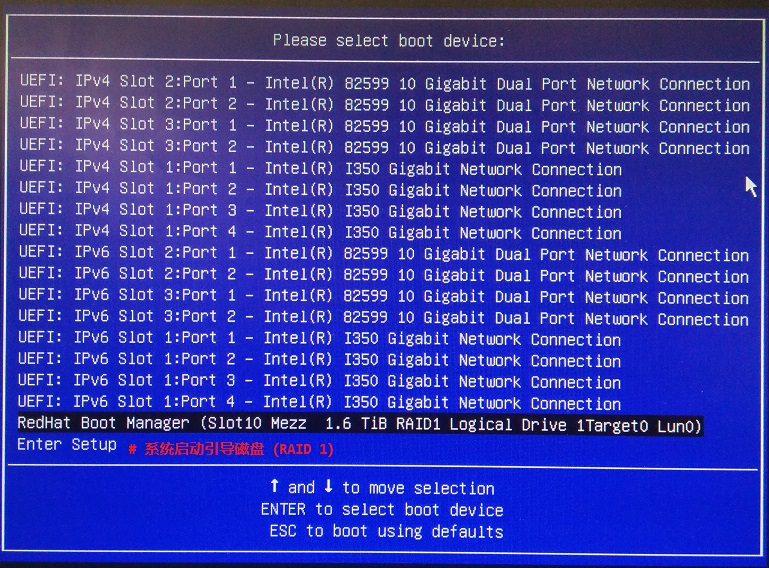 Please select boot device:
UEFI: IPv4 Slot 2:Port 1 - Intel(R) 82599 10 Gigabit Dual Port Network Connection
UEFI: IPv4 Slot 2:Port 2 - Intel(R) 82599 10 Gigabit Dual Port Network Connection
UEFI: IPv4 Slot 3:Port 1 - Intel(R) 82599 10 Gigabit Dual Port Network Connection
UEFI: IPv4 Slot 3:Port 2 - Intel(R) 82599 10 Gigabit Dual Port Network Connection
UEFI: IPv4 Slot 1:Port 1 - Intel(R) I350 Gigabit Network Connection
UEFI: IPv4 Slot 1:Port 2 - Intel(R) I350 Gigabit Network Connection
UEFI: IPv4 Slot 1:Port 3 - Intel(R) I350 Gigabit Network Connection
UEFI: IPv4 Slot 1:Port 4 - Intel(R) I350 Gigabit Network Connection
UEFI: IPv6 Slot 2:Port 1 - Intel(R) 82599 10 Gigabit Dual Port Network Connection
UEFI: IPv6 Slot 2:Port 2 - Intel(R) 82599 10 Gigabit Dual Port Network Connection
UEFI: IPv6 Slot 3:Port 1 - Intel(R) 82599 10 Gigabit Dual Port Network Connection
UEFI: IPv6 Slot 3:Port 2 - Intel(R) 82599 10 Gigabit Dual Port Network Connection
UEFI: IPv6 Slot 1:Port 1 - Intel(R) I350 Gigabit Network Connection
UEFI: IPv6 Slot 1:Port 2 - Intel(R) I350 Gigabit Network Connection
UEFI: IPv6 Slot 1:Port 3 - Intel(R) I350 Gigabit Network Connection
UEFI: IPv6 Slot 1:Port 4 - Intel(R) I350 Gigabit Network Connection
RedHat Boot Manager (Slot10 Mezz  1.6 TiB RAID1 Logical Drive 1Target0 Lun0)
Enter Setup # 系统启动引导磁盘 (RAID 1)
↑ and ↓ to move selection
ENTER to select boot device
ESC to boot using defaults